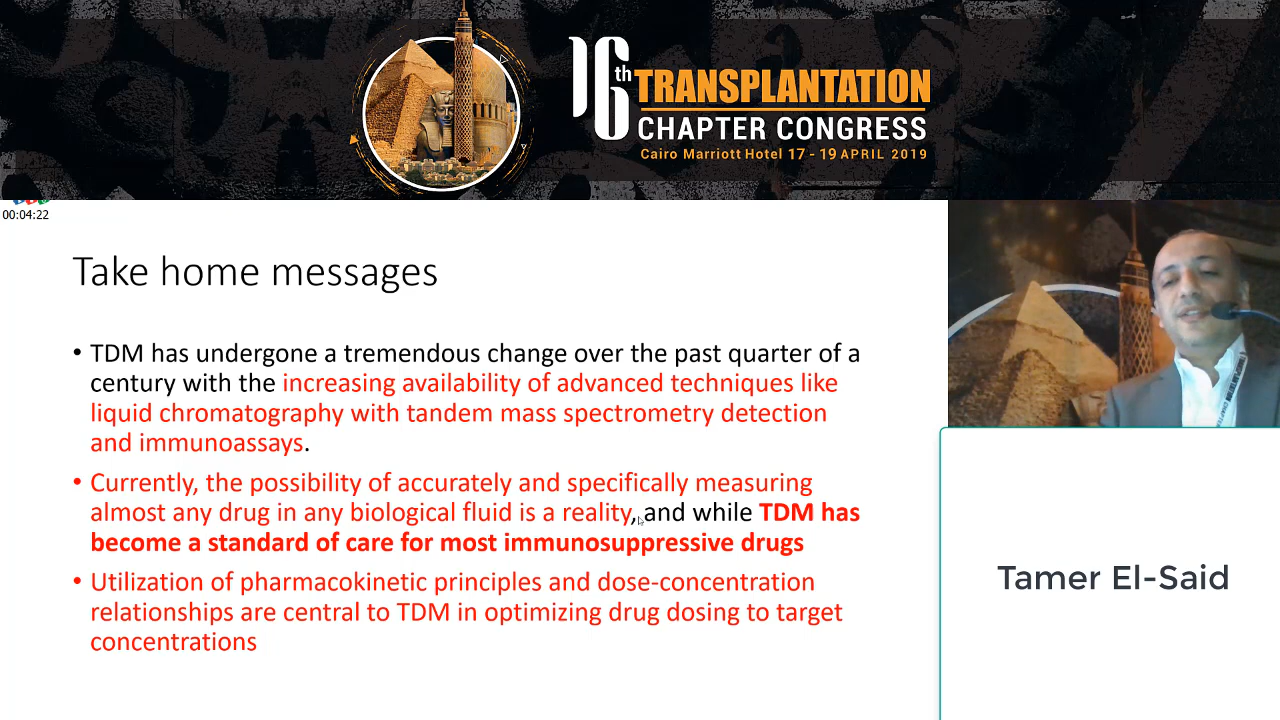 16th TRANSPLANTATION
CHAPTER CONGRESS
Cairo Marriott Hotel 17 - 19 APRIL 2019
00:04:22
Take home messages
• TDM has undergone a tremendous change over the past quarter of a
century with the increasing availability of advanced techniques like
liquid chromatography with tandem mass spectrometry detection
and immunoassays.
• Currently, the possibility of accurately and specifically measuring
almost any drug in any biological fluid is a reality, and while TDM has
become a standard of care for most immunosuppressive drugs
• Utilization of pharmacokinetic principles and dose-concentration
relationships are central to TDM in optimizing drug dosing to target
concentrations
Tamer El-Said